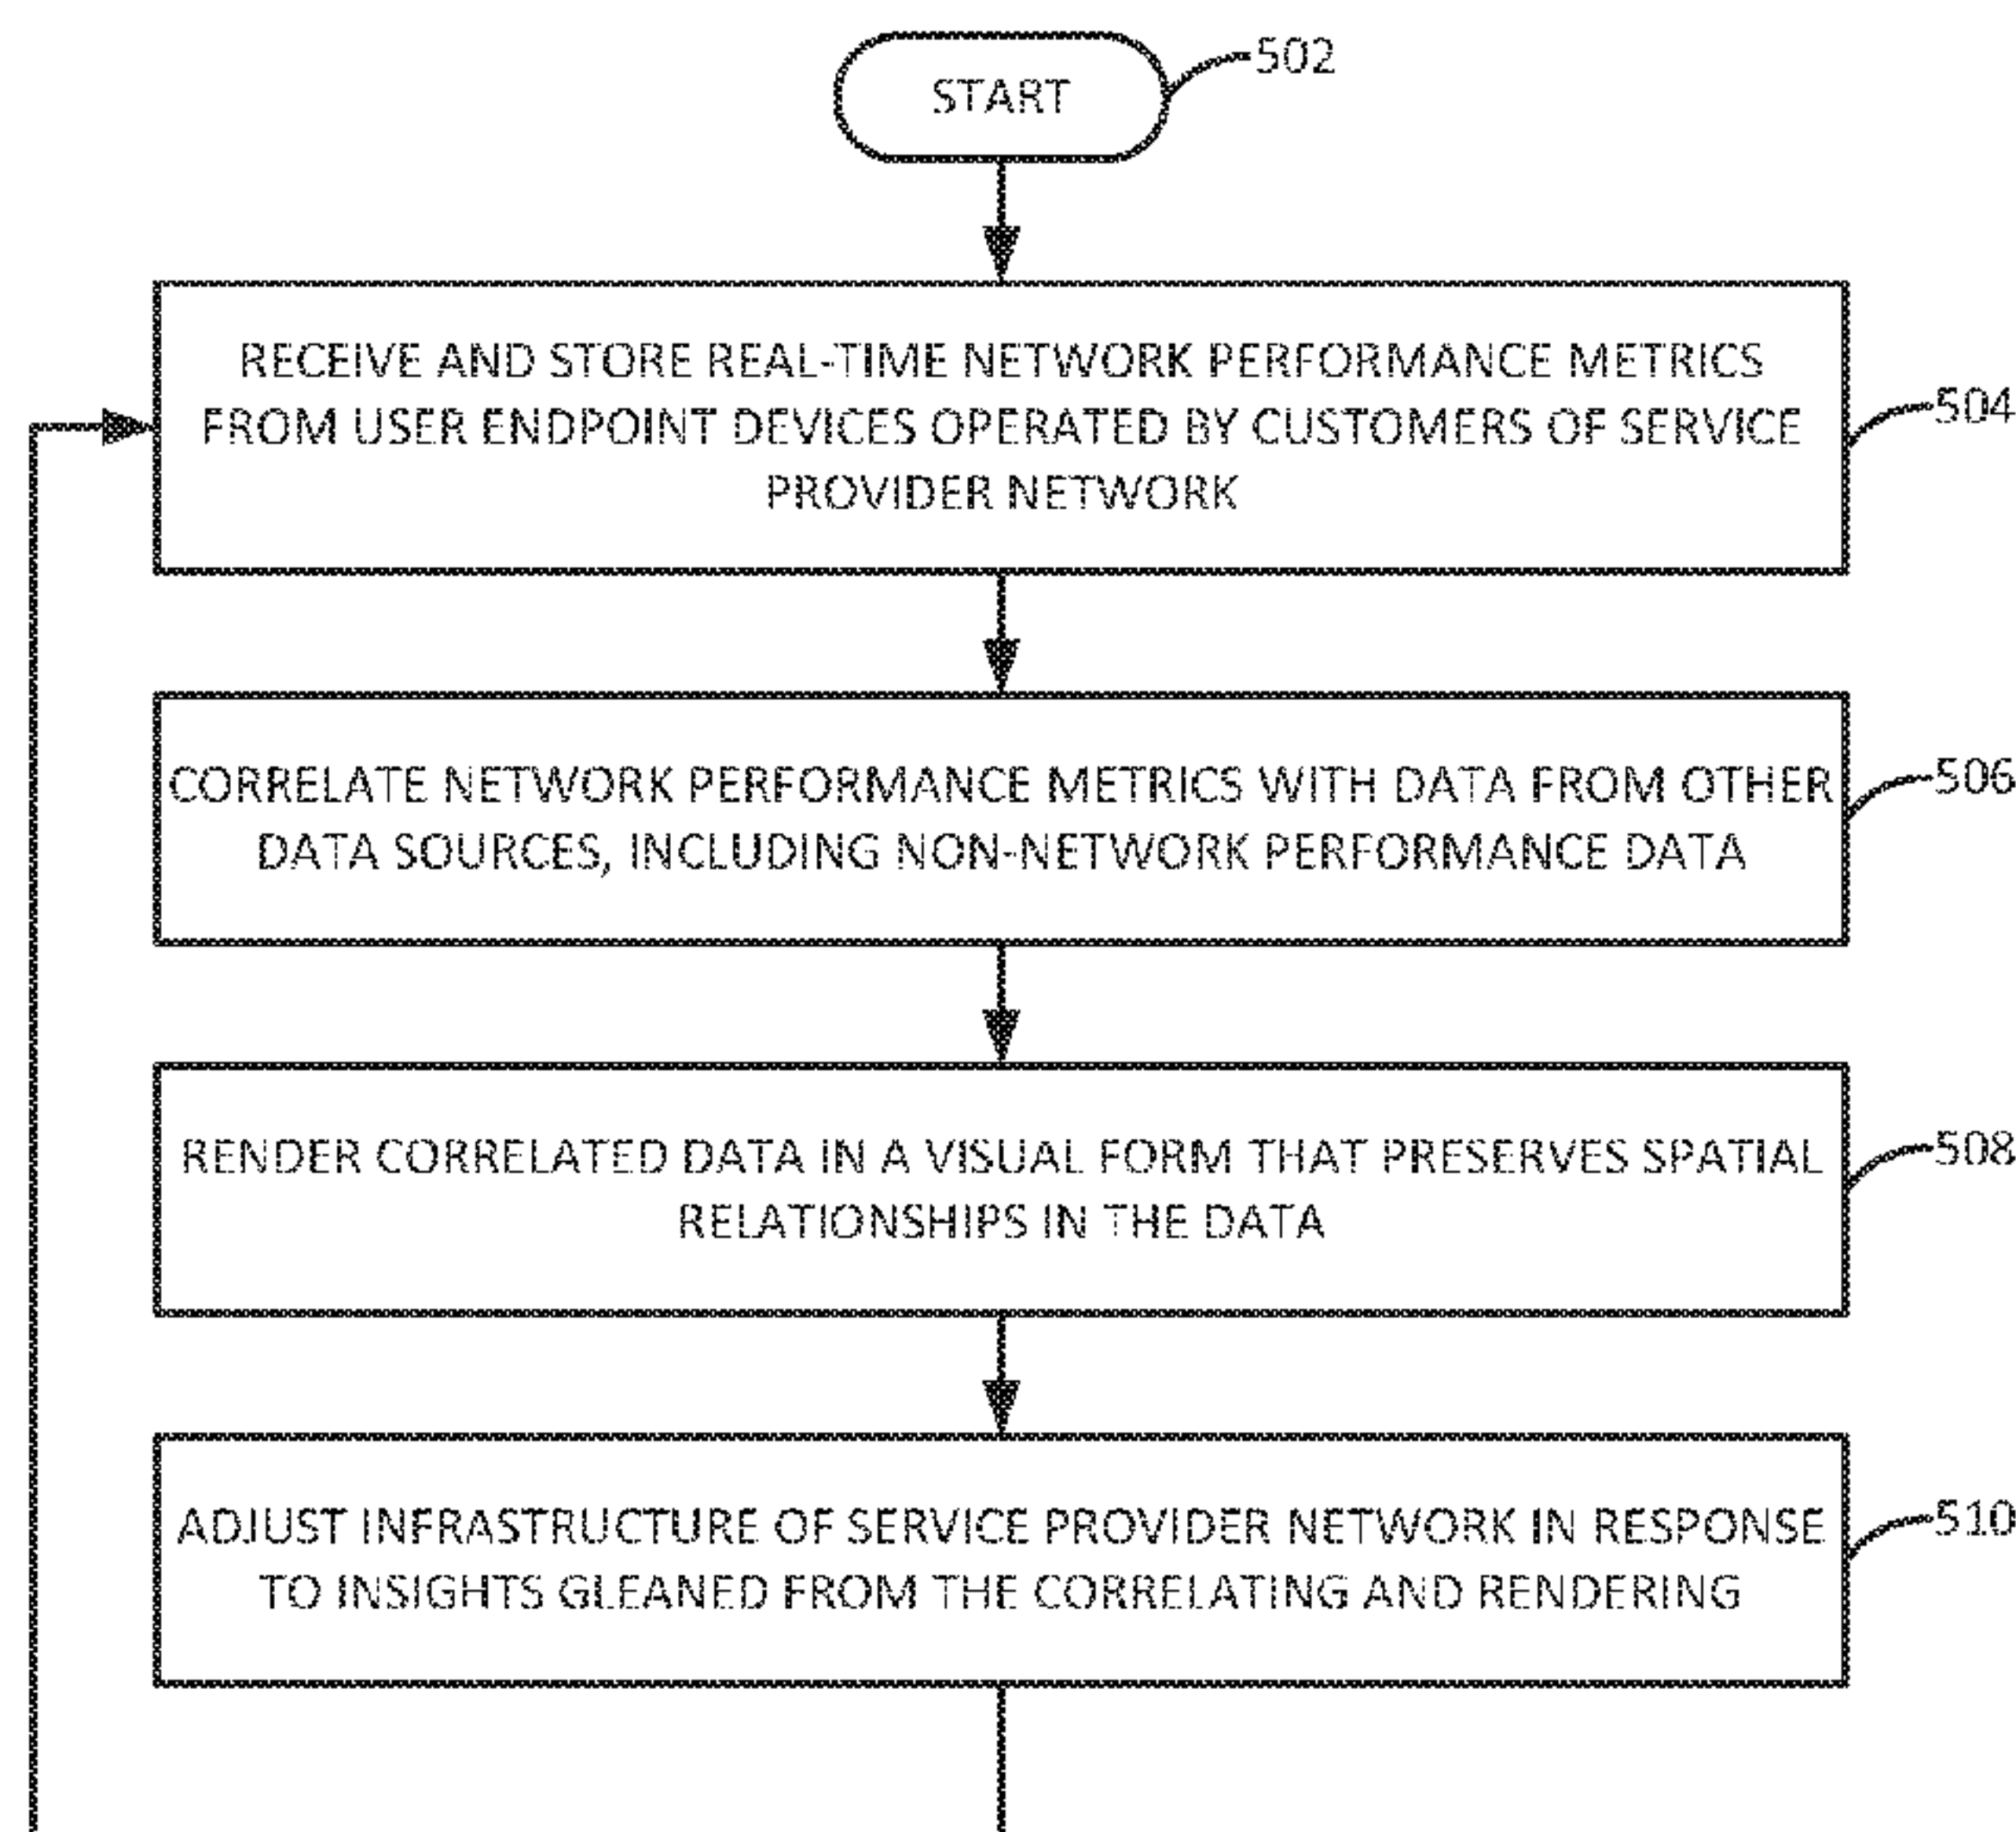 START
502
RECEIVE AND STORE REAL-TIME NETWORK PERFORMANCE METRICS
FROM USER ENDPOINT DEVICES OPERATED BY CUSTOMERS OF SERVICE
PROVIDER NETWORK
504
CORRELATE NETWORK PERFORMANCE METRICS WITH DATA FROM OTHER
DATA SOURCES, INCLUDING NON-NETWORK PERFORMANCE DATA
506
RENDER CORRELATED DATA IN A VISUAL FORM THAT PRESERVES SPATIAL
RELATIONSHIPS IN THE DATA
508
ADJUST INFRASTRUCTURE OF SERVICE PROVIDER NETWORK IN RESPONSE
TO INSIGHTS GLEANED FROM THE CORRELATING AND RENDERING
510